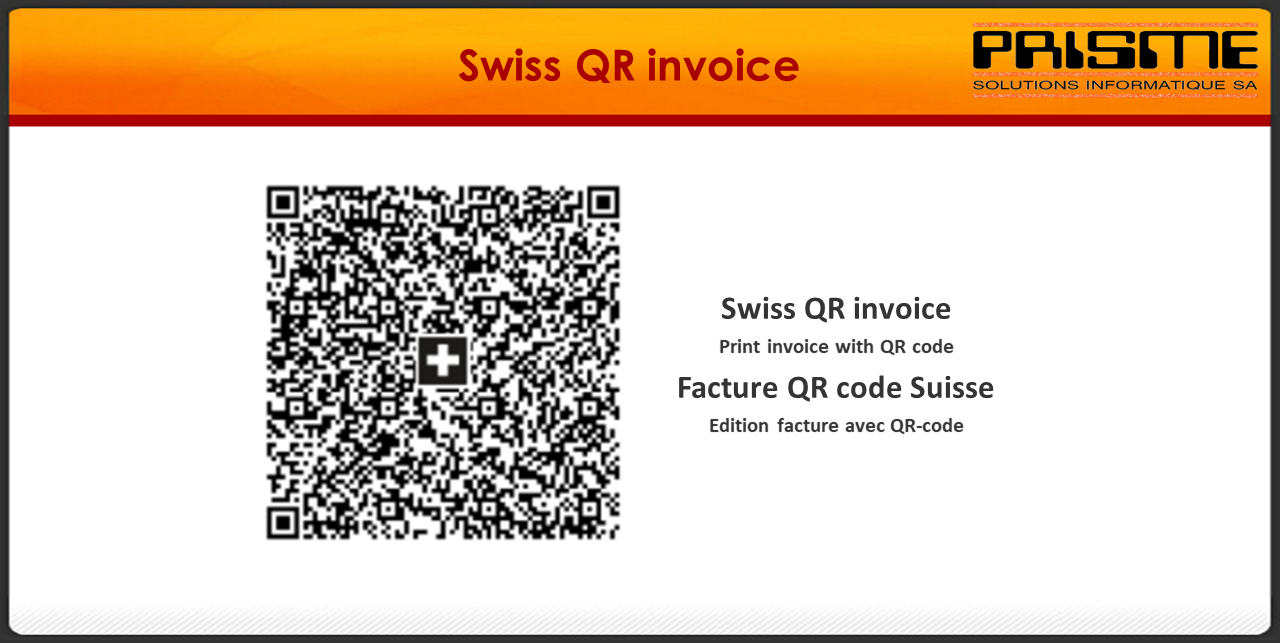 Swiss QR invoice
PRISME
SOLUTIONS INFORMATIQUE SA
Swiss QR invoice
Print invoice with QR code
Facture QR code Suisse
Edition facture avec QR-code